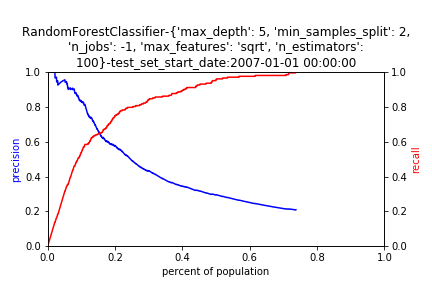 RandomForestClassifier-{'max_depth': 5, 'min_samples_split': 2,
'n_jobs': -1, 'max_features': 'sqrt', 'n_estimators':
100}-test_set_start_date:2007-01-01 00:00:00
1.0 1.0
0.8 0.8
0.6 0.6
precision recall
0.4 0.4
0.2 0.2
0.0 0.0
0.0 0.2 0.4 0.6 0.8 1.0
percent of population